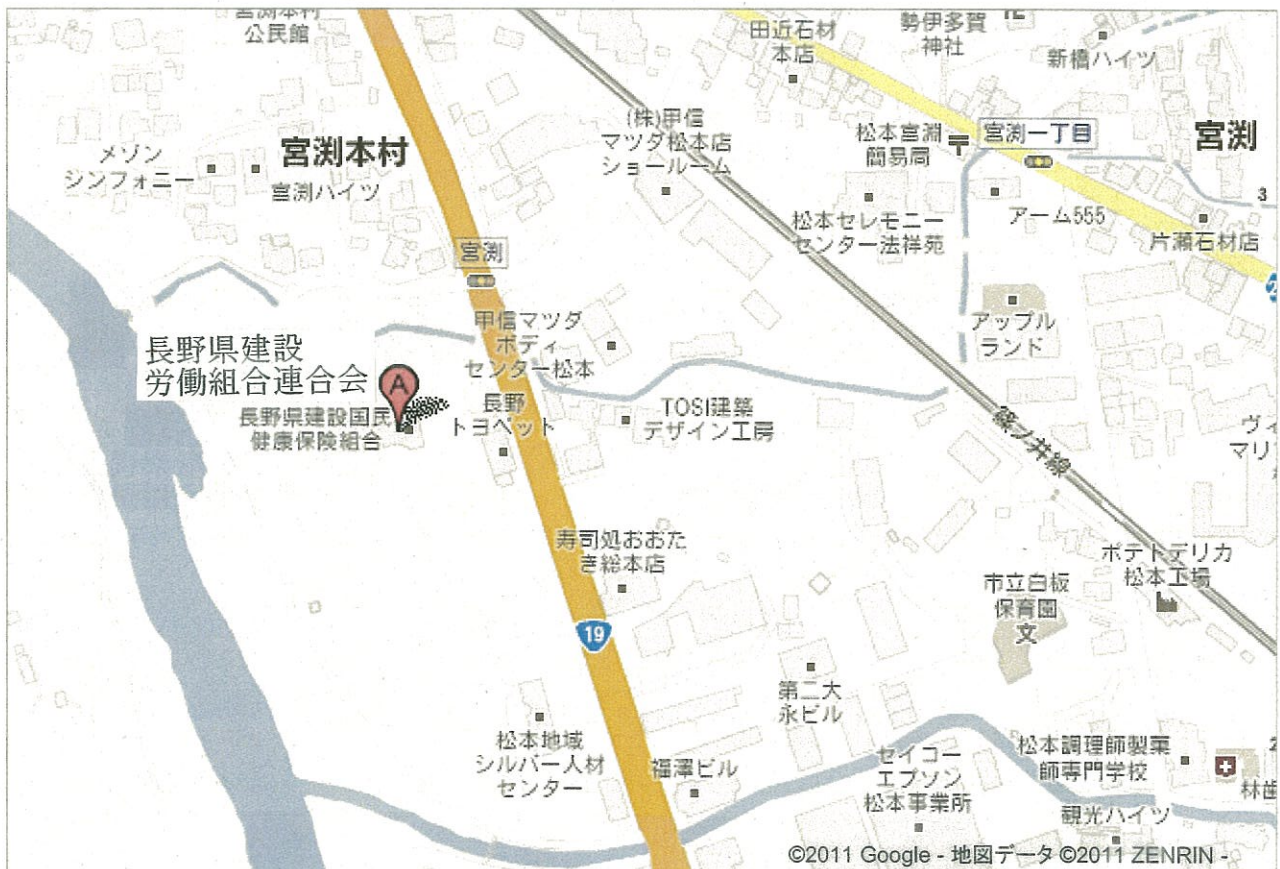 宮渕本村
公民館
田近石材
本店
勢伊多賀
神社
新橋ハイツ
(株)甲信
マツダ松本店
ショールーム
松本宮淵
簡易局
宮渕一丁目
宮渕
メゾン
シンフォニー
宮渕本村
宮渕ハイツ
3
松本セレモニー
センター法祥苑
アーム555
片瀬石材店
宮渕
2
甲信マツダ
ボディ
センター松本
アップル
ランド
長野県建設
労働組合連合会
A
長野県建設国民
健康保険組合
長野
トヨペット
TOSI建築
デザイン工房
篠ノ井線
ヴィ
マリ
寿司処おおた
き総本店
ポテトデリカ
松本工場
市立白板
保育園
文
19
第二大
永ビル
松本地域
シルバー人材
センター
福澤ビル
セイコー
エプソン
松本事業所
松本調理師製菓
師専門学校
2
林歯
観光ハイツ
©2011 Google - 地図データ ©2011 ZENRIN -